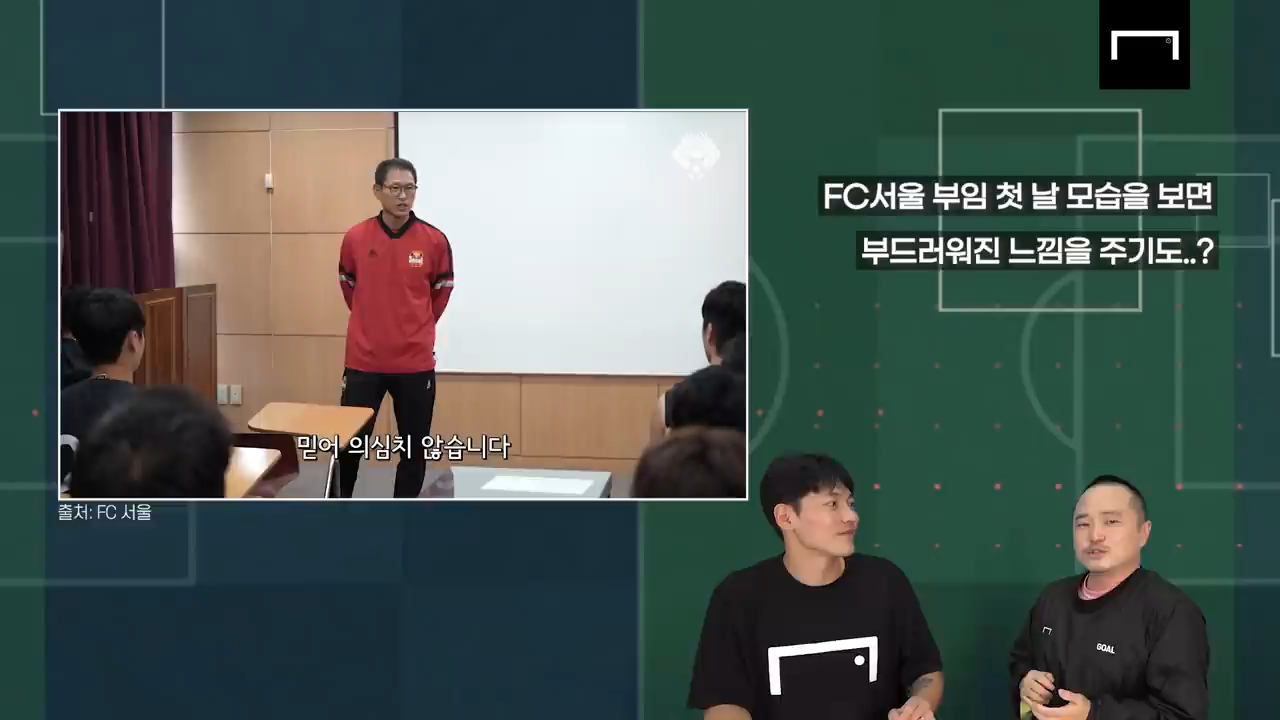 FC서울 부임 첫 날 모습을 보면
부드러워진 느낌을 주기도..?
믿어 의심치 않습니다
출처: FC 서울
GOAL